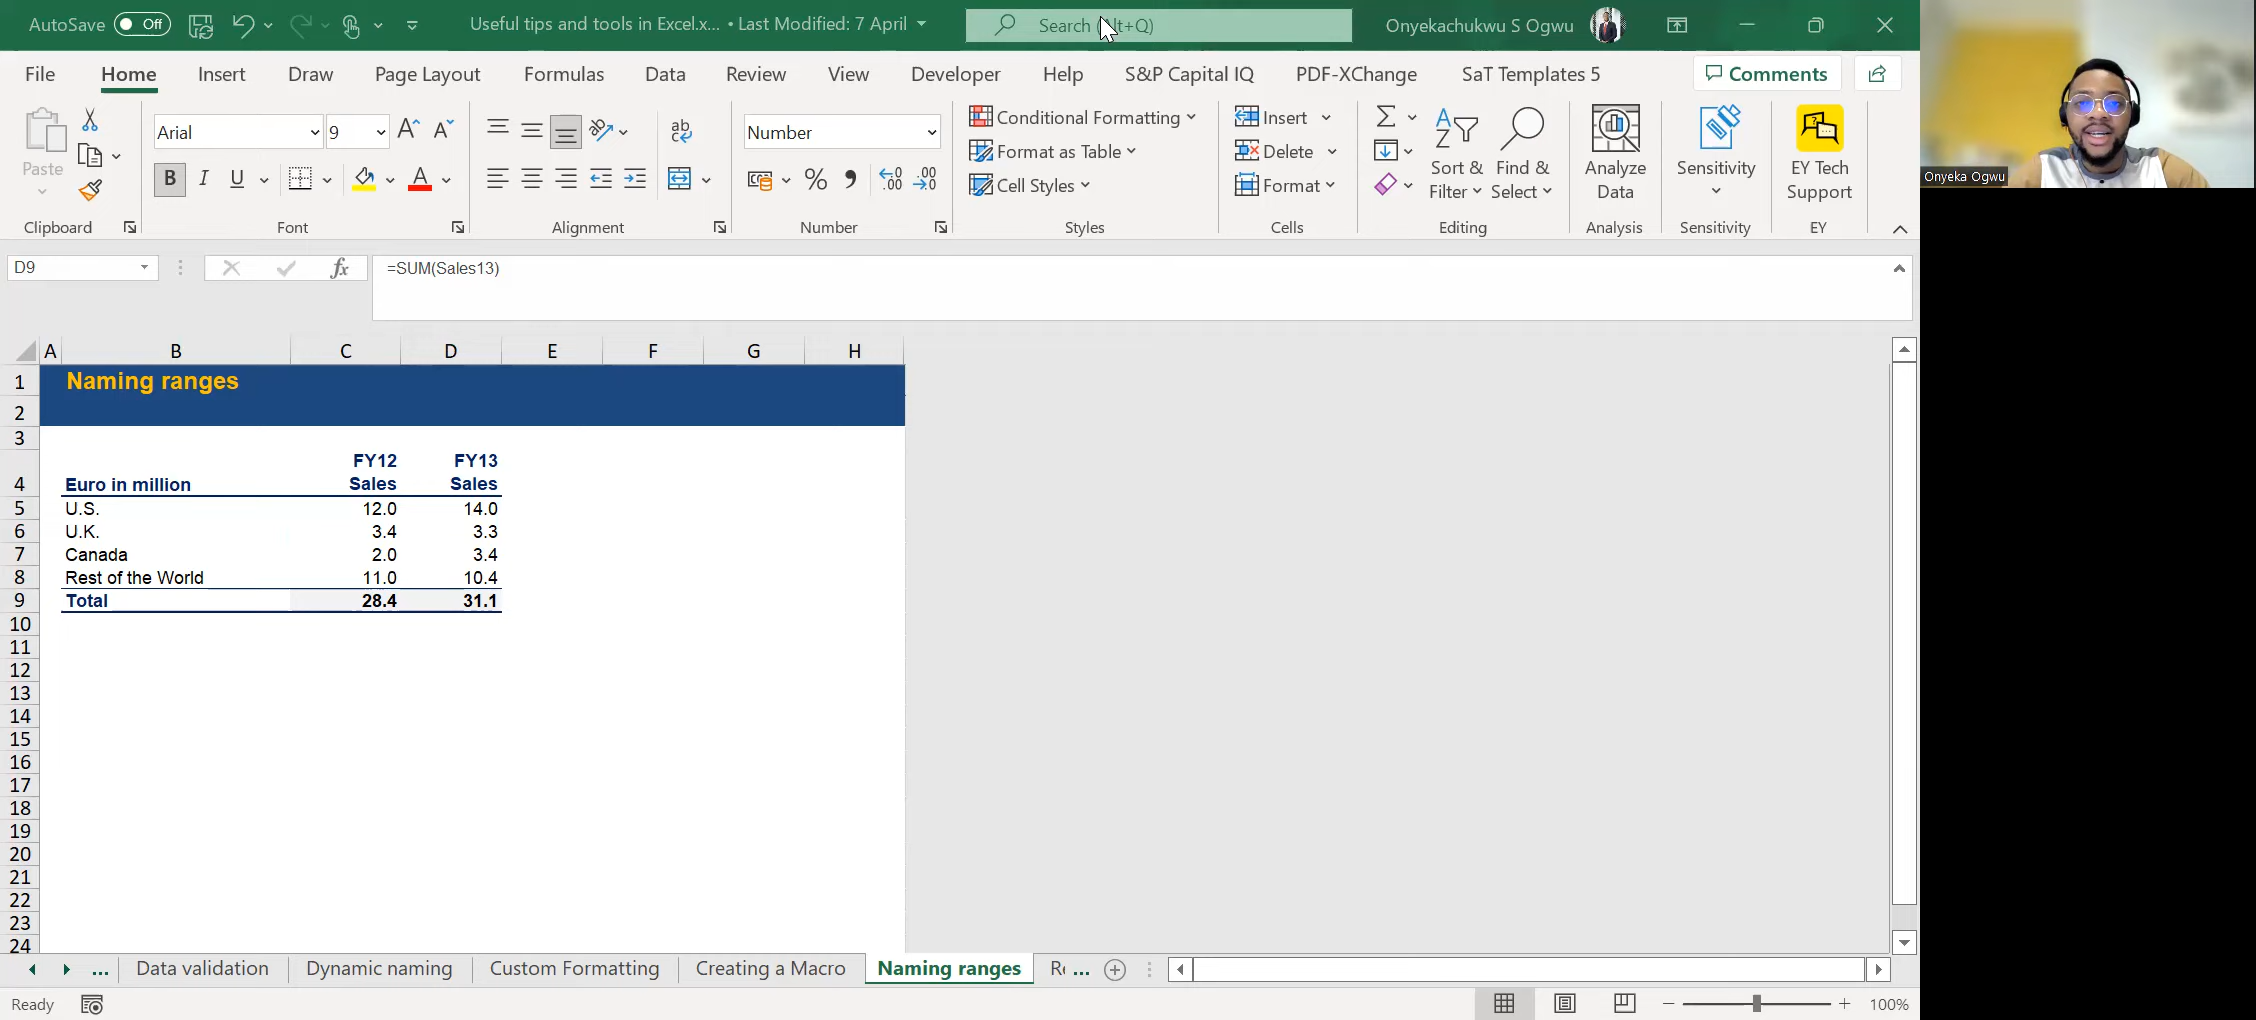 AutoSave Off Useful tips and tools in Excel.x... • Last Modified: 7 April Search (Alt+Q) Onyekachukwu S Ogwu
File Home Insert Draw Page Layout Formulas Data Review View Developer Help S&P Capital IQ PDF-XChange SaT Templates 5 Comments
Paste Arial 9 ab Number Conditional Formatting Format as Table Cell Styles Insert Delete Format Sort & Filter Find & Select Analyze Data Sensitivity EY Tech Support
B I U A % , .00
Clipboard Font Alignment Number Styles Cells Editing Analysis Sensitivity EY
Onyeka Ogwu
D9 fx =SUM(Sales13)
A B C D E F G H
1 Naming ranges
2
3
FY12 FY13
4 Euro in million Sales Sales
5 U.S. 12.0 14.0
6 U.K. 3.4 3.3
7 Canada 2.0 3.4
8 Rest of the World 11.0 10.4
9 Total 28.4 31.1
10
11
12
13
14
15
16
17
18
19
20
21
22
23
24
... Data validation Dynamic naming Custom Formatting Creating a Macro Naming ranges ...
Ready 100%